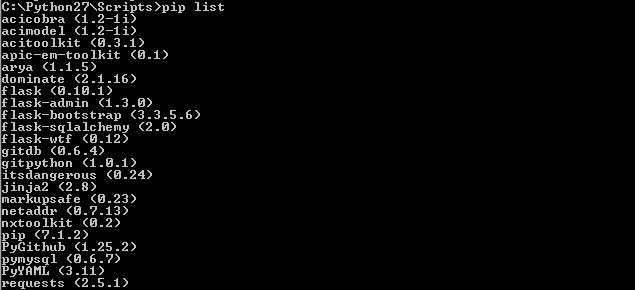 C:\Python27\Scripts>pip list
acicobra (1.2-1i)
acimodel (1.2-1i)
acitoolkit (0.3.1)
apic-em-toolkit (0.1)
arya (1.1.5)
dominate (2.1.16)
flask (0.10.1)
flask-admin (1.3.0)
flask-bootstrap (3.3.5.6)
flask-sqlalchemy (2.0)
flask-wtf (0.12)
gitdb (0.6.4)
gitpython (1.0.1)
itsdangerous (0.24)
jinja2 (2.8)
markupsafe (0.23)
netaddr (0.7.13)
nxtoolkit (0.2)
pip (7.1.2)
PyGithub (1.25.2)
pymysql (0.6.7)
PyYAML (3.11)
requests (2.5.1)